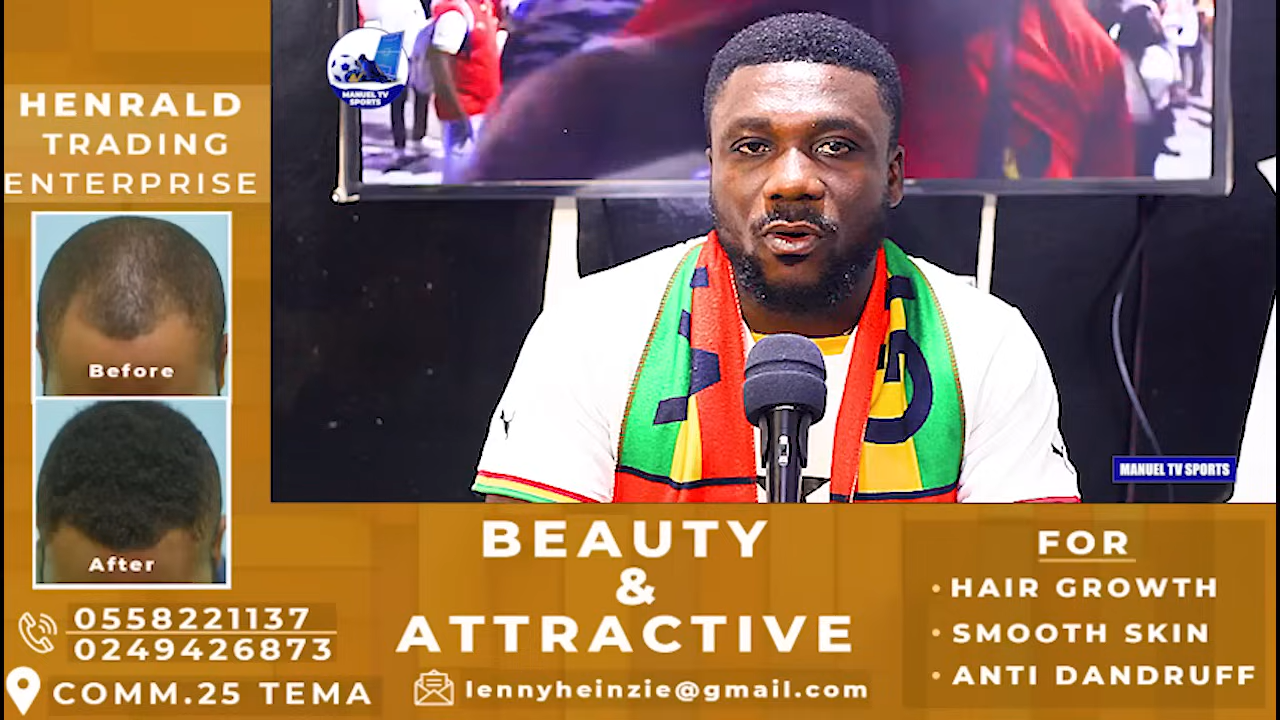 HENRALD
TRADING
ENTERPRISE
Before
After
0558221137
0249426873
COMM.25 TEMA
MANUEL TV
SPORTS
MANUEL TV SPORTS
BEAUTY
&
ATTRACTIVE
lennyheinzie@gmail.com
FOR
• HAIR GROWTH
• SMOOTH SKIN
• ANTI DANDRUFF